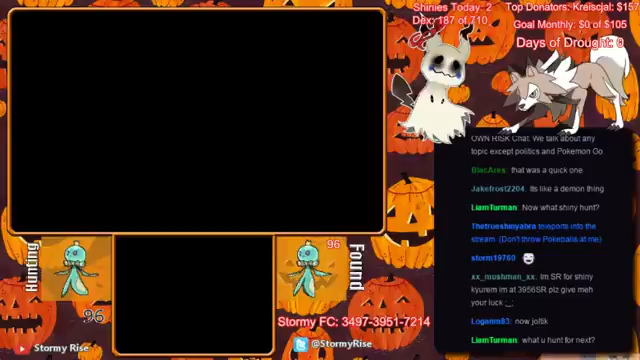 Shinies Today: 2
Dex: 187 of 710
Top Donators: Kreiscjal: $157
Goal Monthly: $0 of $105
Days of Drought: 0
OWN RISK Chat. We talk about any
topic except politics and Pokemon Go.
BlacAres: that was a quick one
Jakefrost2204: Its like a demon thing
LiamTurman: Now what shiny hunt?
Thetrueshinyabra teleports into the
stream (Don't throw Pokeballs at me)
storm19760:
xx_mushman_xx: Im SR for shiny
kyurem im at 3956SR plz give meh
your luck :_;
Logann83: now joltik
LiamTurman: what u hunt for next?
Hunting
96
96
Found
Stormy FC: 3497-3951-7214
Stormy Rise
@StormyRise